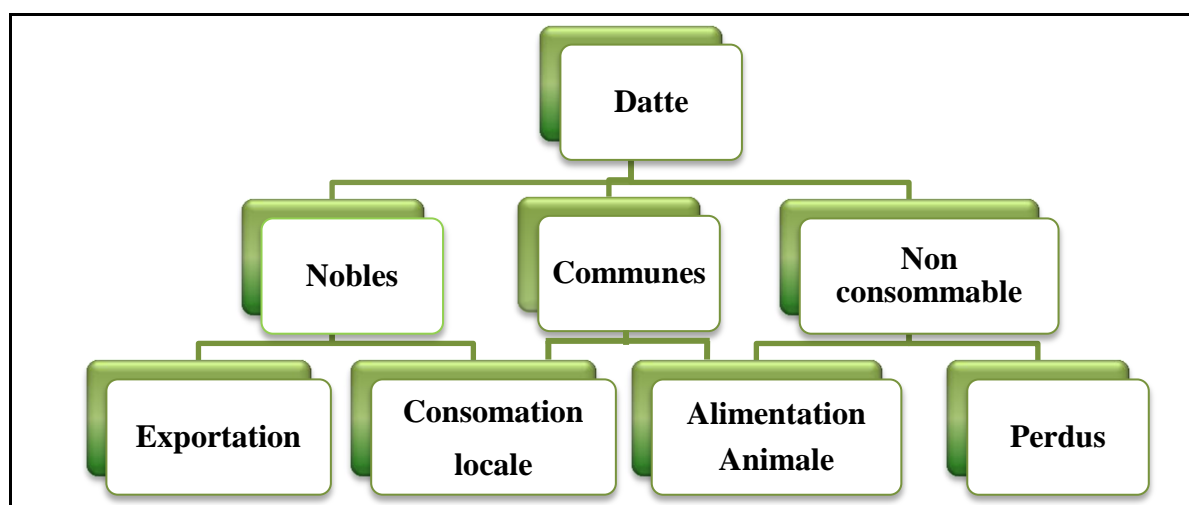 Datte
Nobles
Communes
Non
consommable
Exportation
Consomation
locale
Alimentation
Animale
Perdus